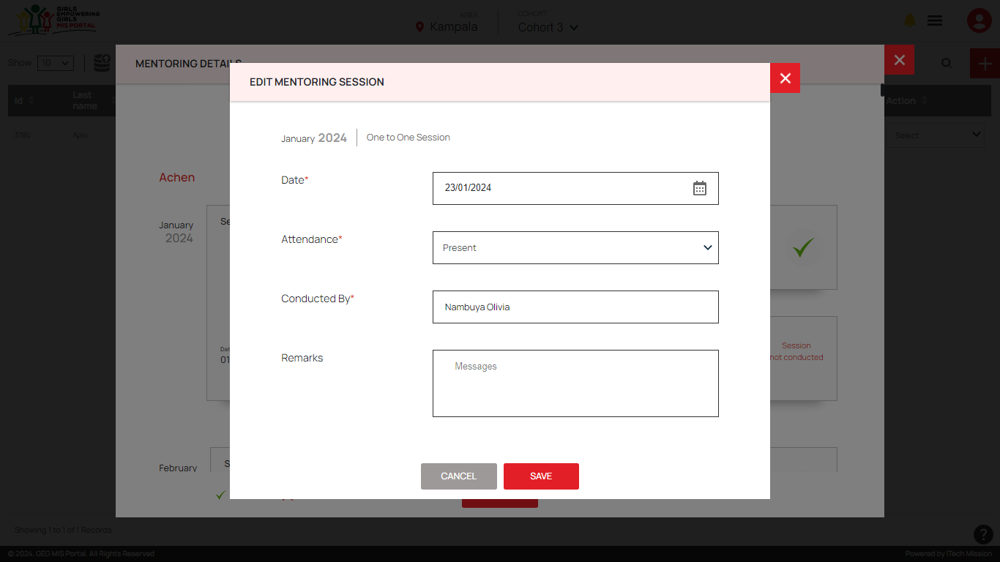 GIRLS
EMPOWERING
GIRLS
MIS PORTAL
AREA
Kampala
COHORT
Cohort 3
Show 10
MENTORING DETAILS
EDIT MENTORING SESSION
Id
Last
name
Action
3780
Apio
Select
January 2024
One to One Session
Achen
Date*
23/01/2024
January
2024
Se
Attendance*
Present
Conducted By*
Nambuya Olivia
Dat
01
Session
not conducted
Remarks
Messages
February
S
CANCEL
SAVE
Showing 1 to 1 of 1 Records
?
© 2024. GEG MIS Portal. All Rights Reserved
Powered by iTech Mission